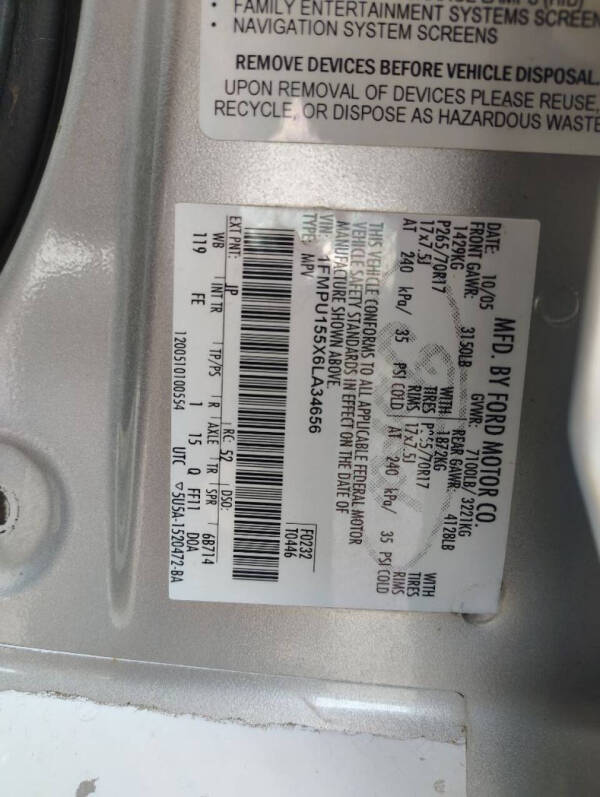 FAMILY ENTERTAINMENT SYSTEMS SCREEN
• NAVIGATION SYSTEM SCREENS
REMOVE DEVICES BEFORE VEHICLE DISPOSAL.
UPON REMOVAL OF DEVICES PLEASE REUSE,
RECYCLE, OR DISPOSE AS HAZARDOUS WASTE
MFD. BY FORD MOTOR CO.
DATE: 10/05 GVWR: 7100LB/ 3221KG
FRONT GAWR: 3150LB REAR GAWR: 4128LB
1429KG WITH 1872KG WITH
P265/70R17 TIRES P265/70R17 TIRES
17x7.5J RIMS 17x7.5J RIMS
AT 240 kPa/ 35 PSI COLD AT 240 kPa/ 35 PSI COLD
THIS VEHICLE CONFORMS TO ALL APPLICABLE FEDERAL MOTOR
VEHICLE SAFETY STANDARDS IN EFFECT ON THE DATE OF
MANUFACTURE SHOWN ABOVE.
VIN: 1FMPU155X6LA34656
TYPE: MPV
F0232
T0446
EXT PNT: JP RC: 52 DSO:
WB INT TR TP/PS R AXLE TR SPR 6B714
119 FE 1 15 Q FF11 D0A
1200510100554 UTC ▽5U5A-1520472-BA